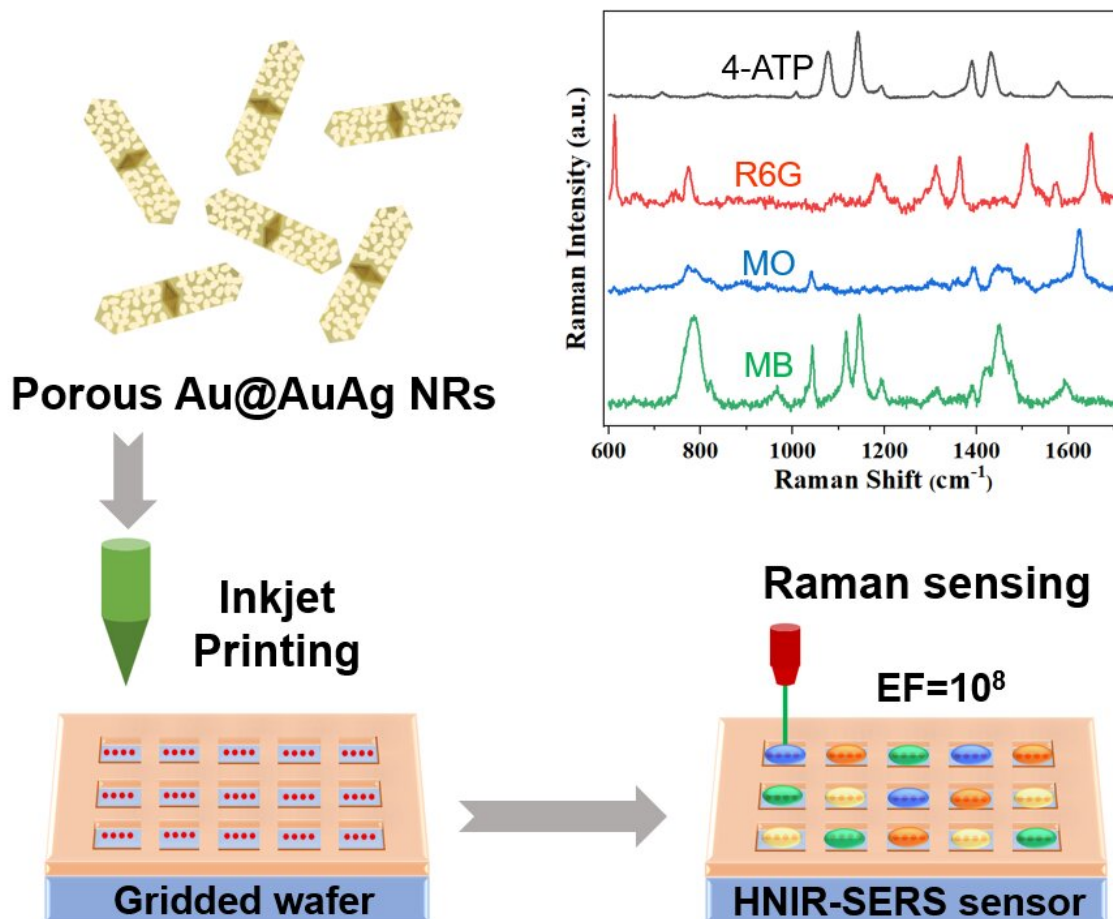 Porous Au@AuAg NRs
Raman Intensity (a.u.)
4-ATP
R6G
MO
MB
600 800 1000 1200 1400 1600
Raman Shift (cm⁻¹)
Inkjet
Printing
Gridded wafer
Raman sensing
EF=10⁸
HNIR-SERS sensor